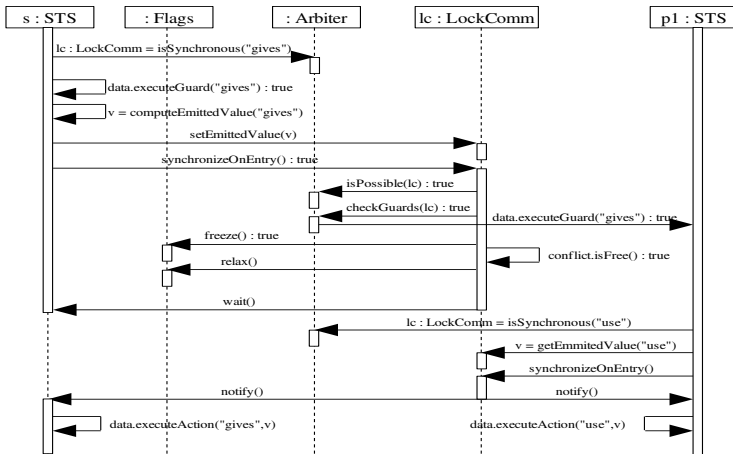 s : STS
: Flags
: Arbiter
lc : LockComm
p1 : STS
lc : LockComm = isSynchronous("gives")
data.executeGuard("gives") : true
v = computeEmittedValue("gives")
setEmittedValue(v)
synchronizeOnEntry() : true
isPossible(lc) : true
checkGuards(lc) : true
data.executeGuard("gives") : true
freeze() : true
conflict.isFree() : true
relax()
wait()
lc : LockComm = isSynchronous("use")
v = getEmmitedValue("use")
synchronizeOnEntry()
notify()
notify()
data.executeAction("gives",v)
data.executeAction("use",v)